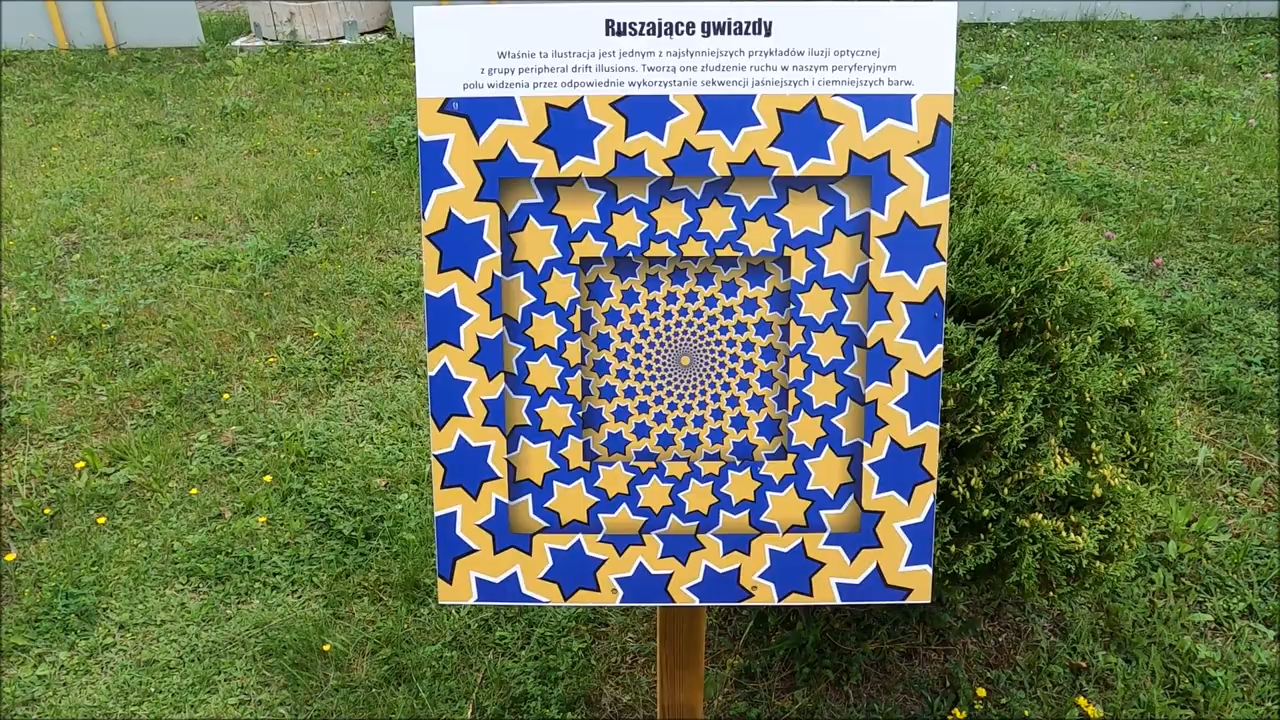 Ruszające gwiazdy
Właśnie ta ilustracja jest jednym z najsłynniejszych przykładów iluzji optycznej
z grupy peripheral drift illusions. Tworzą one złudzenie ruchu w naszym peryferyjnym
polu widzenia przez odpowiednie wykorzystanie sekwencji jaśniejszych i ciemniejszych barw.